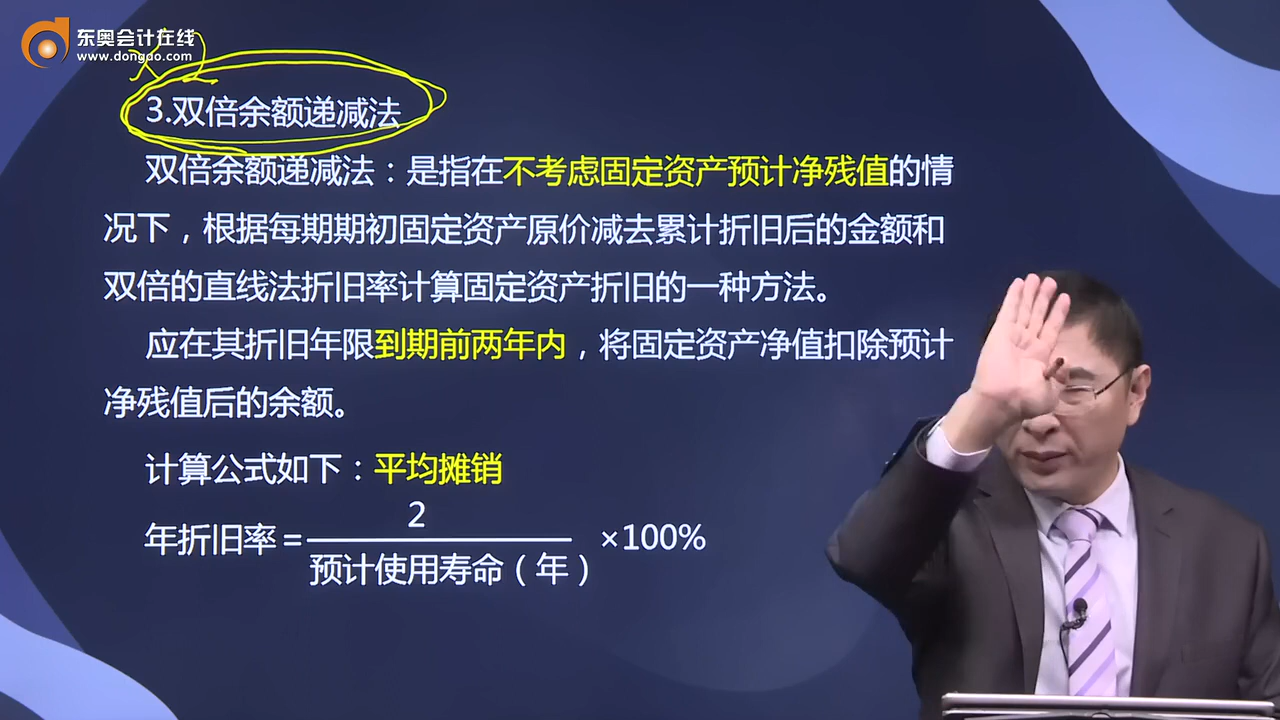 东奥会计在线
www.dongao.com
3.双倍余额递减法
双倍余额递减法：是指在不考虑固定资产预计净残值的情
况下，根据每期期初固定资产原价减去累计折旧后的金额和
双倍的直线法折旧率计算固定资产折旧的一种方法。
应在其折旧年限到期前两年内，将固定资产净值扣除预计
净残值后的余额。
计算公式如下：平均摊销
年折旧率=2
预计使用寿命（年）
×100%